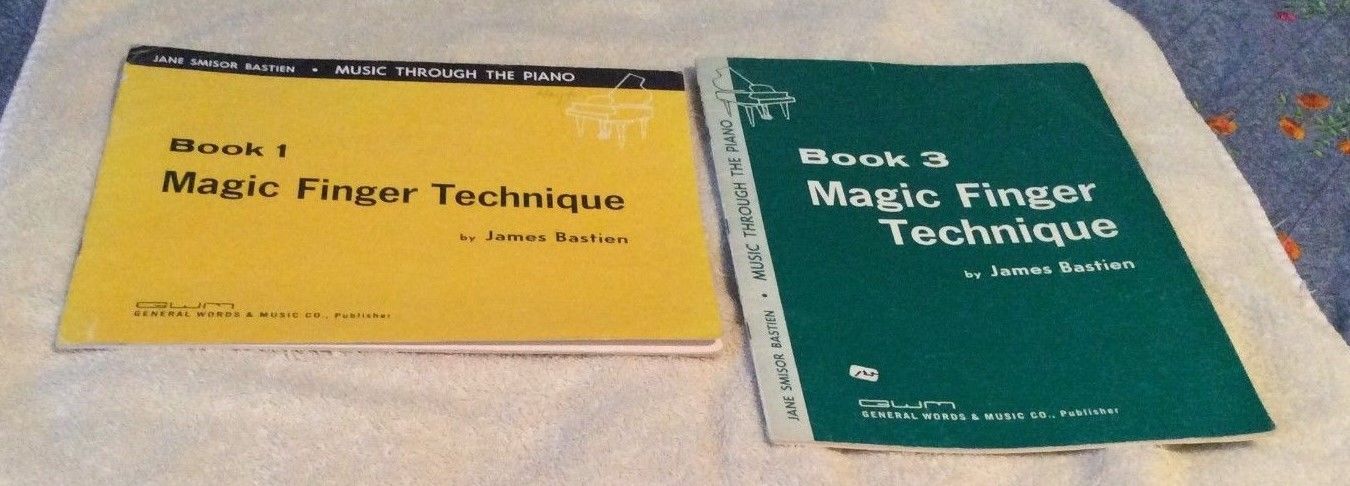 JANE SMISOR BASTIEN • MUSIC THROUGH THE PIANO
Book 1
Magic Finger Technique
by James Bastien
GWM
GENERAL WORDS & MUSIC CO., Publisher
JANE SMISOR BASTIEN • MUSIC THROUGH THE PIANO
Book 3
Magic Finger
Technique
by James Bastien
GWM
GENERAL WORDS & MUSIC CO., Publisher